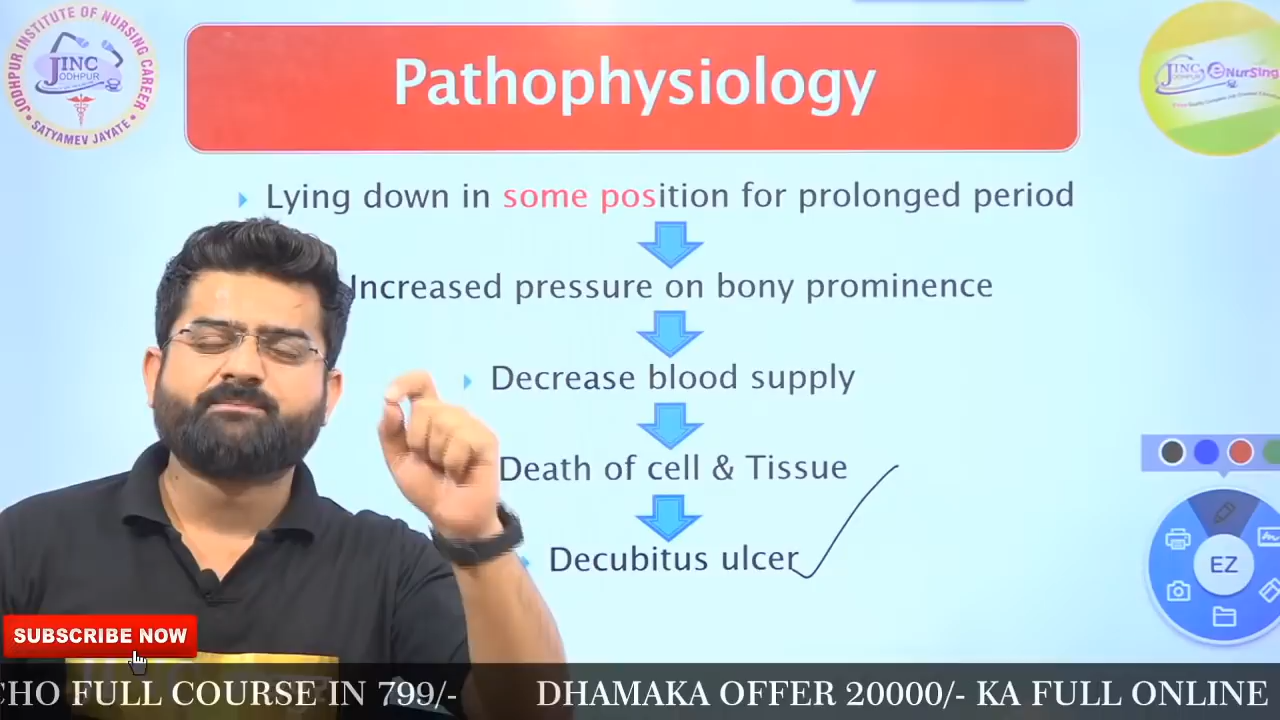 JODHPUR INSTITUTE OF NURSING CAREER
JINC
JODHPUR
SATYAMEV JAYATE
Pathophysiology
JINC
JODHPUR
eNursing
Lying down in some position for prolonged period
Increased pressure on bony prominence
Decrease blood supply
Death of cell & Tissue
Decubitus ulcer
EZ
SUBSCRIBE NOW
CHO FULL COURSE IN 799/- DHAMAKA OFFER 20000/- KA FULL ONLINE